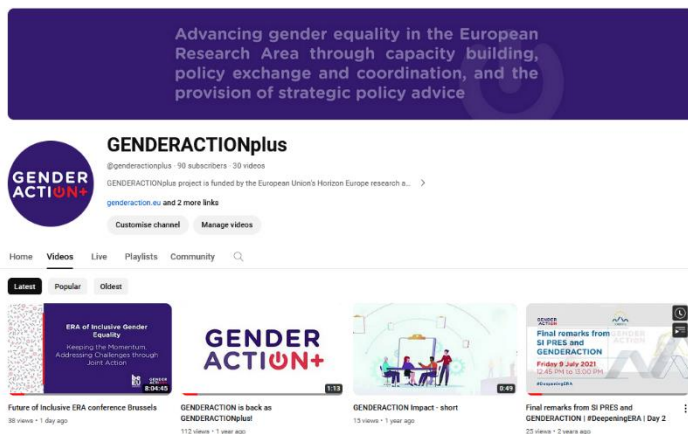 Advancing gender equality in the European
Research Area through capacity building,
policy exchange and coordination, and the
provision of strategic policy advice
GENDER
ACTION+
GENDERACTIONplus
@genderactionplus · 90 subscribers · 30 videos
GENDERACTIONplus project is funded by the European Union's Horizon Europe research a...
genderaction.eu and 2 more links
Customise channel
Manage videos
Home Videos Live Playlists Community
Latest Popular Oldest
ERA of Inclusive Gender
Equality
Keeping the Momentum.
Addressing Challenges through
Joint Action
8:04:45
Future of Inclusive ERA conference Brussels
38 views • 1 day ago
GENDER
ACTION+
1:13
GENDERACTION is back as
GENDERACTIONplus!
112 views • 1 year ago
0:49
GENDERACTION Impact - short
15 views • 1 year ago
GENDER
ACTION
Final remarks from
SI PRES and
GENDERACTION
Friday 9 July 2021
12:45 PM to 13:00 PM
#DeepeningERA
Final remarks from SI PRES and
GENDERACTION | #DeepeningERA | Day 2
25 views • 2 years ago